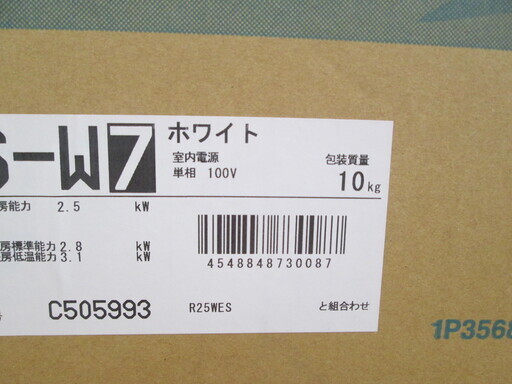 S-W7 ホワイト
室内電源
単相 100V
包装質量
10kg
房能力 2.5 kW
房標準能力 2.8 kW
房低温能力 3.1 kW
4548848730087
号 C505993
R25WES
と組合わせ
1P3568